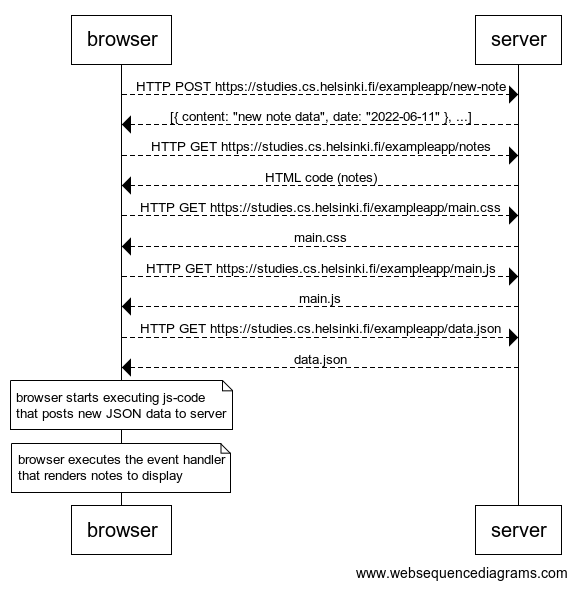 browser
server
HTTP POST https://studies.cs.helsinki.fi/exampleapp/new-note
[{ content: "new note data", date: "2022-06-11" }, ...]
HTTP GET https://studies.cs.helsinki.fi/exampleapp/notes
HTML code (notes)
HTTP GET https://studies.cs.helsinki.fi/exampleapp/main.css
main.css
HTTP GET https://studies.cs.helsinki.fi/exampleapp/main.js
main.js
HTTP GET https://studies.cs.helsinki.fi/exampleapp/data.json
data.json
browser starts executing js-code
that posts new JSON data to server
browser executes the event handler
that renders notes to display
browser
server
www.websequencediagrams.com